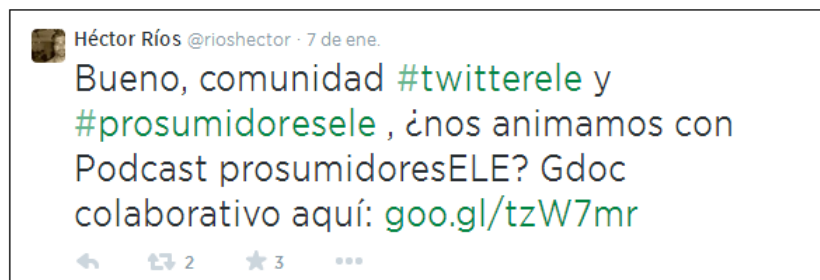 Héctor Ríos @rioshector · 7 de ene.
Bueno, comunidad #twitterele y
#prosumidoresele , ¿nos animamos con
Podcast prosumidoresELE? Gdoc
colaborativo aquí: goo.gl/tzW7mr
2 3